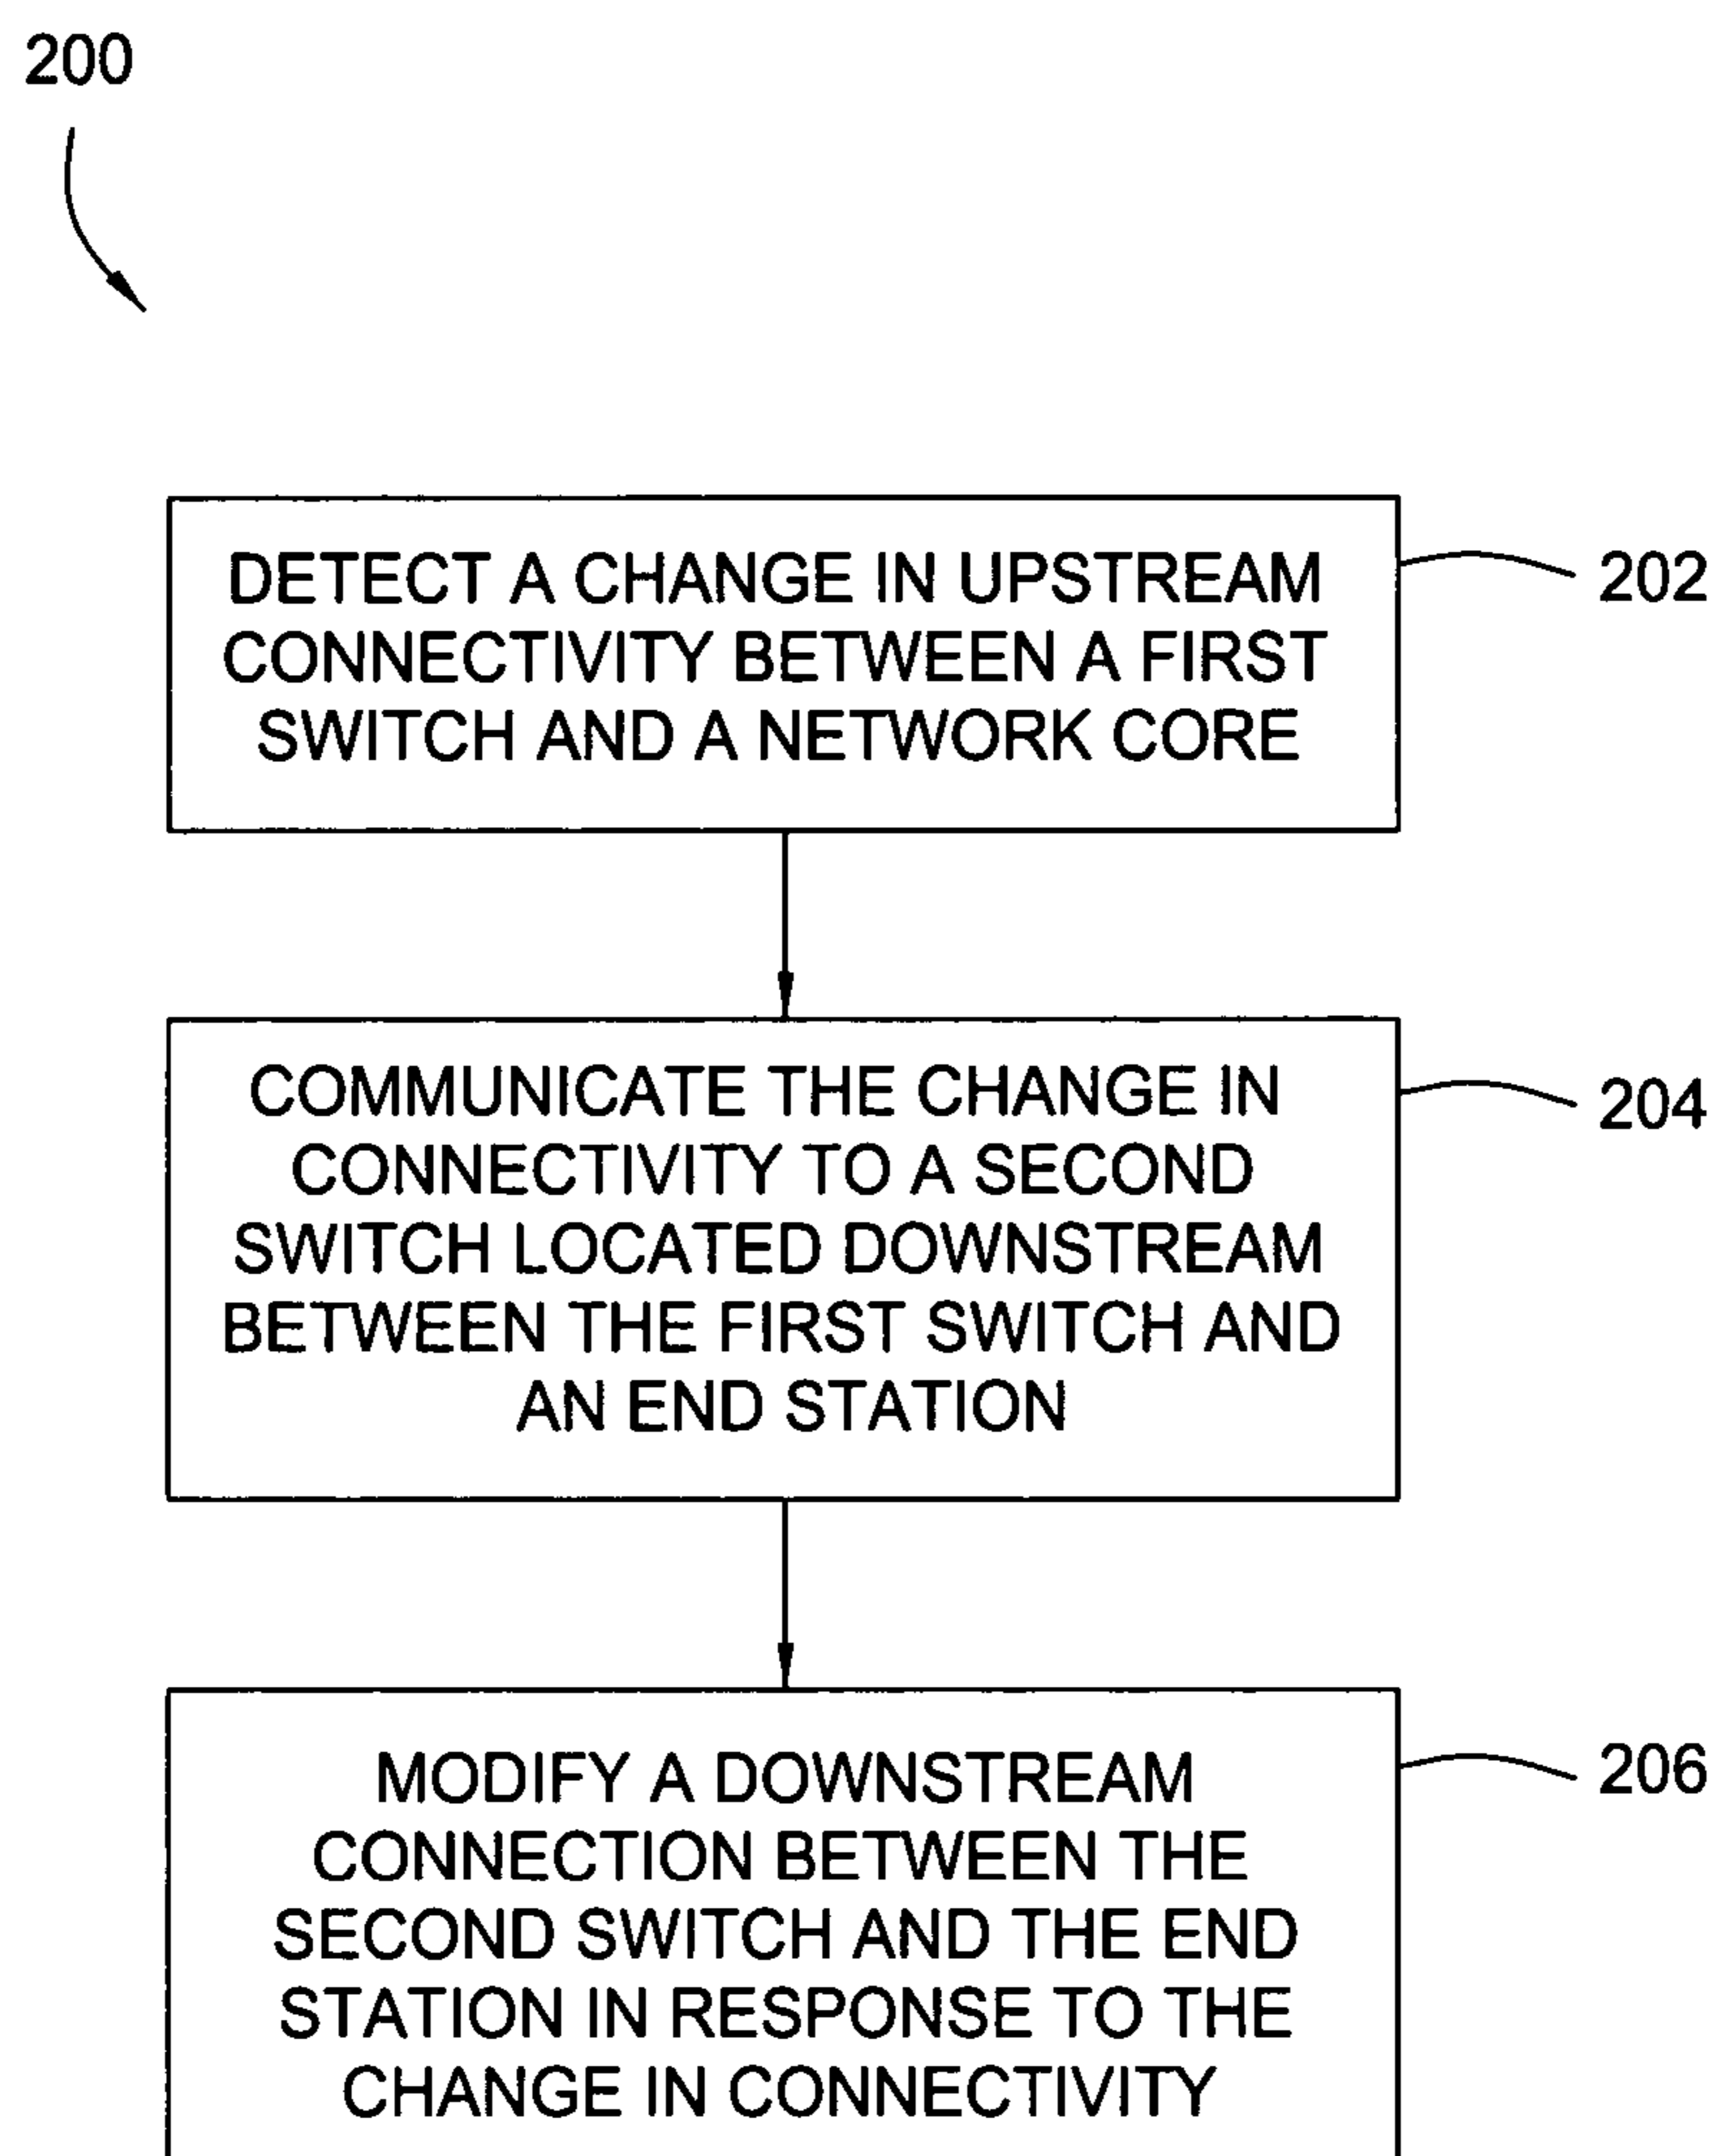 200
DETECT A CHANGE IN UPSTREAM
CONNECTIVITY BETWEEN A FIRST
SWITCH AND A NETWORK CORE
202
COMMUNICATE THE CHANGE IN
CONNECTIVITY TO A SECOND
SWITCH LOCATED DOWNSTREAM
BETWEEN THE FIRST SWITCH AND
AN END STATION
204
MODIFY A DOWNSTREAM
CONNECTION BETWEEN THE
SECOND SWITCH AND THE END
STATION IN RESPONSE TO THE
CHANGE IN CONNECTIVITY
206